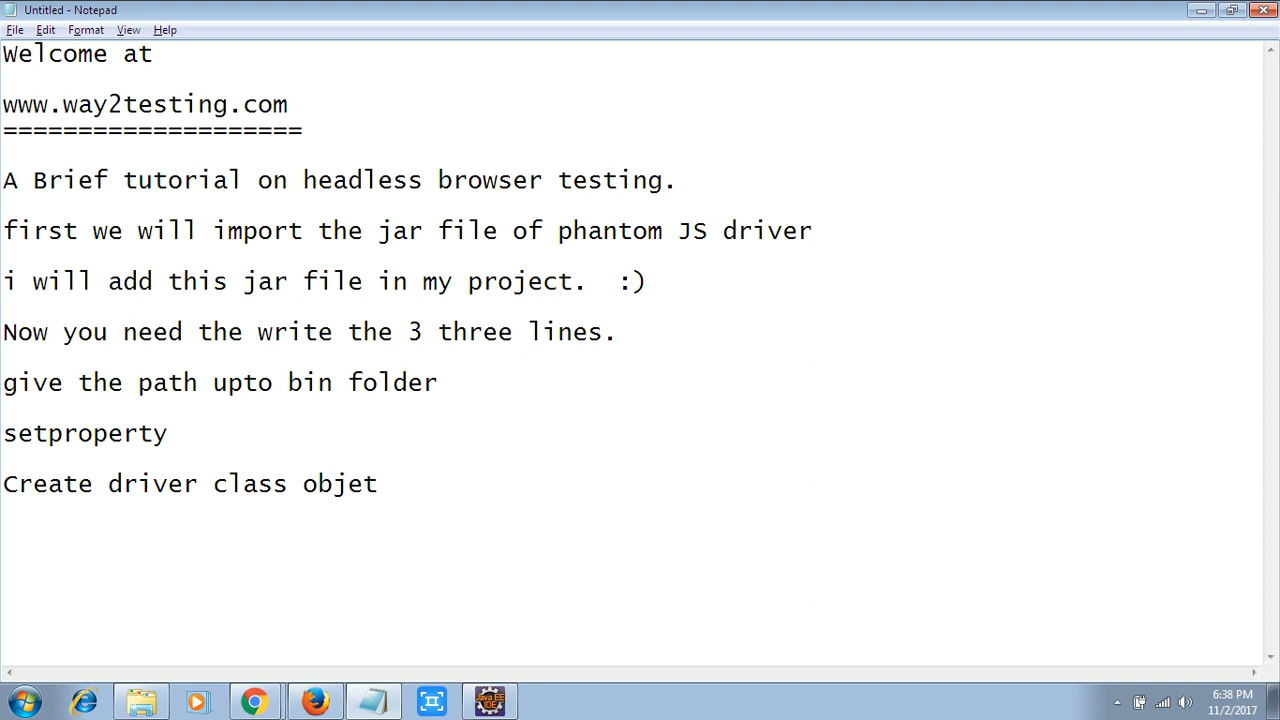 Untitled - Notepad
File Edit Format View Help
Welcome at
www.way2testing.com
====================
A Brief tutorial on headless browser testing.
first we will import the jar file of phantom JS driver
i will add this jar file in my project.  :)
Now you need the write the 3 three lines.
give the path upto bin folder
setproperty
Create driver class objet
Java EE
IDE
6:38 PM
11/2/2017